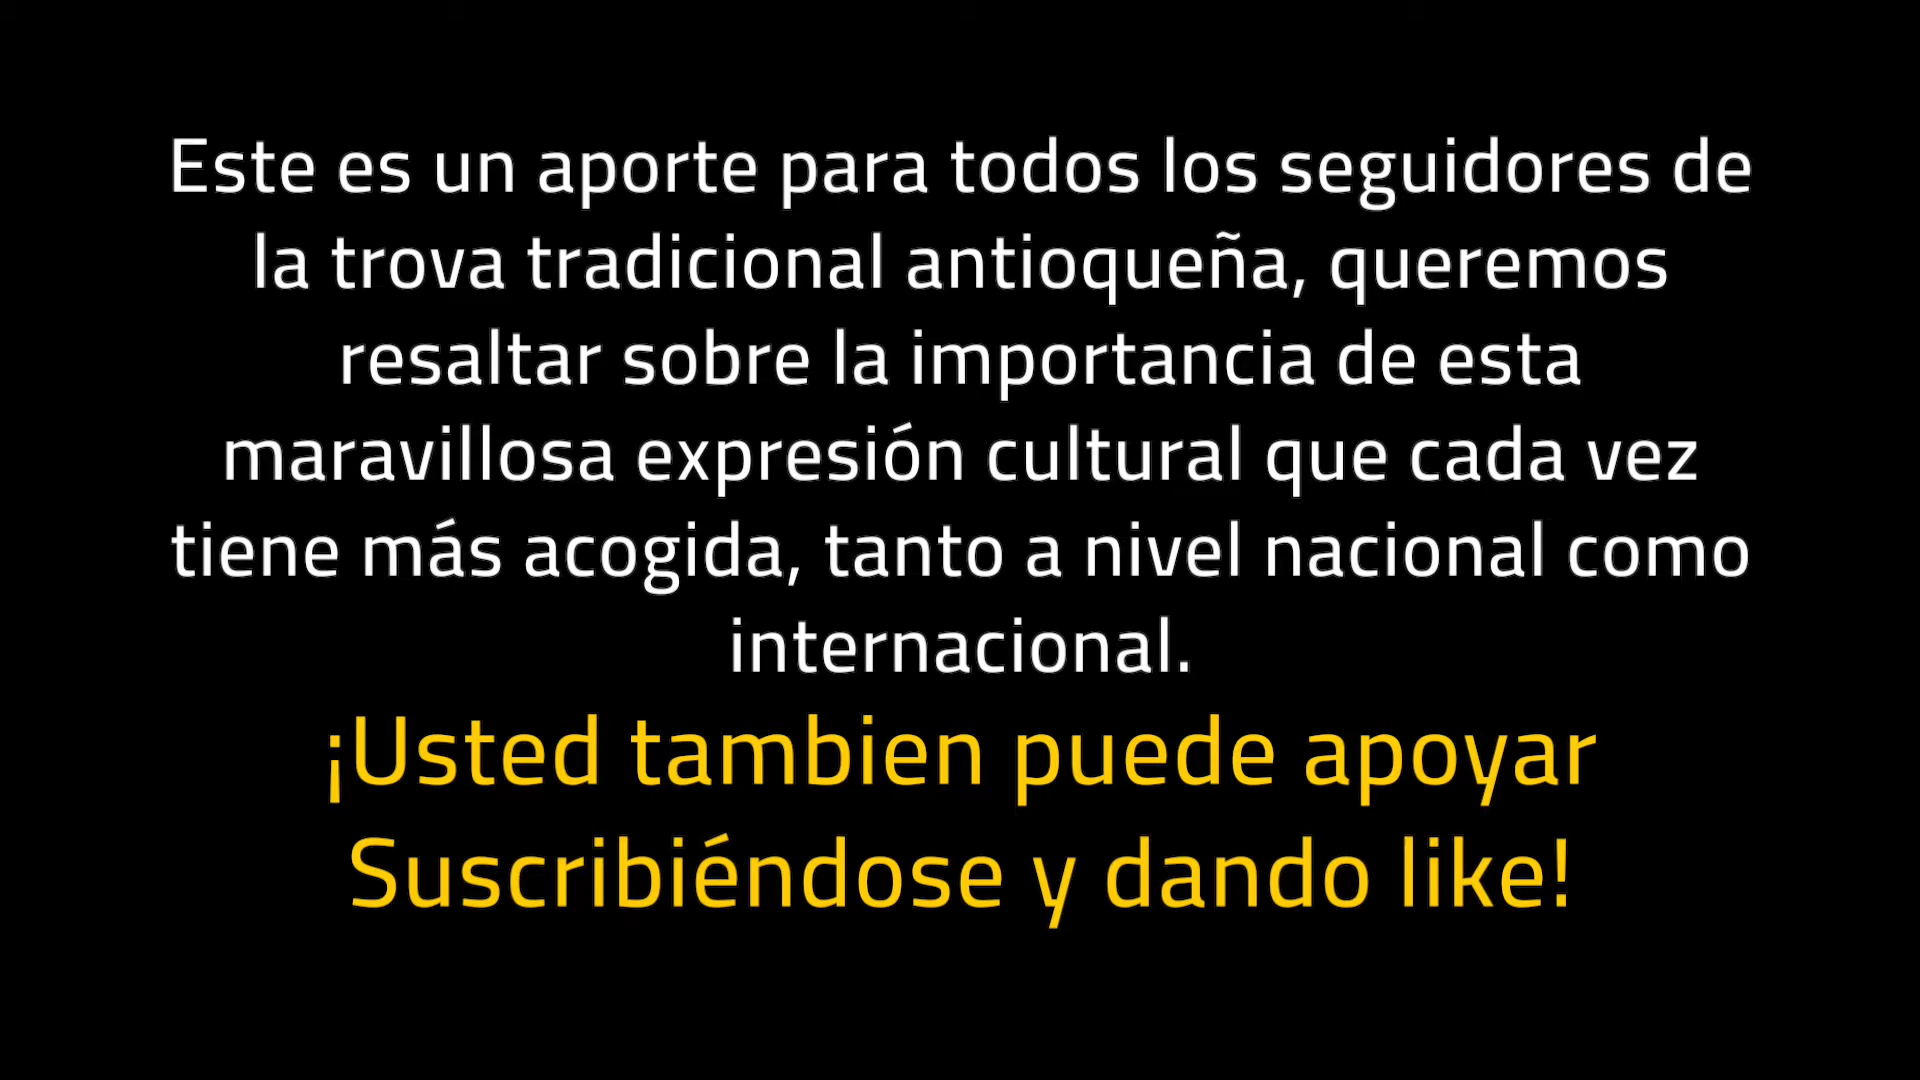 Este es un aporte para todos los seguidores de
la trova tradicional antioqueña, queremos
resaltar sobre la importancia de esta
maravillosa expresión cultural que cada vez
tiene más acogida, tanto a nivel nacional como
internacional.
¡Usted tambien puede apoyar
Suscribiéndose y dando like!